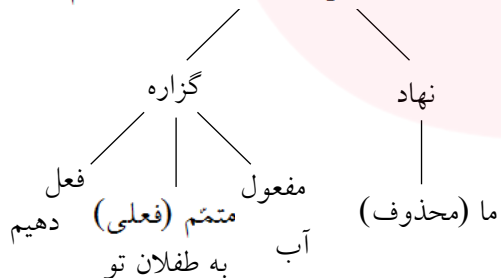 نهاد
گزاره
ما (محذوف)
مفعول
آب
متمّم (فعلی)
به طفلان تو
فعل
دهیم